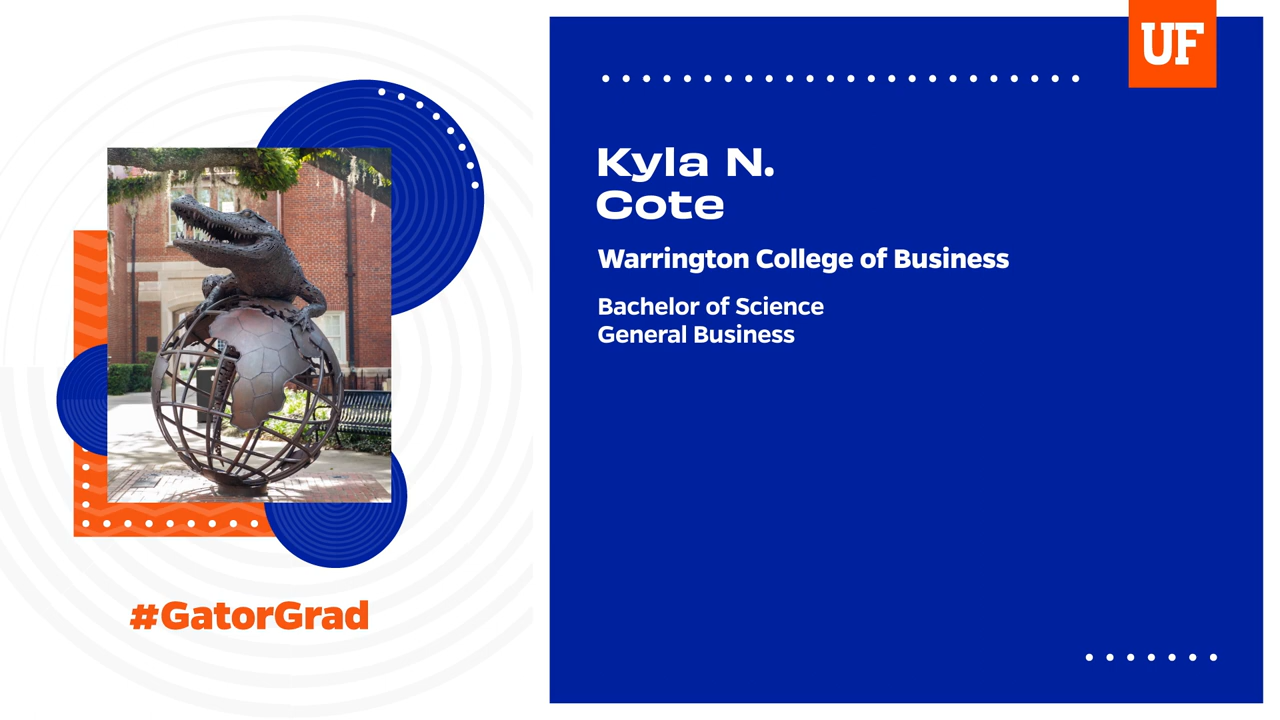 UF
Kyla N.
Cote
Warrington College of Business
Bachelor of Science
General Business
#GatorGrad